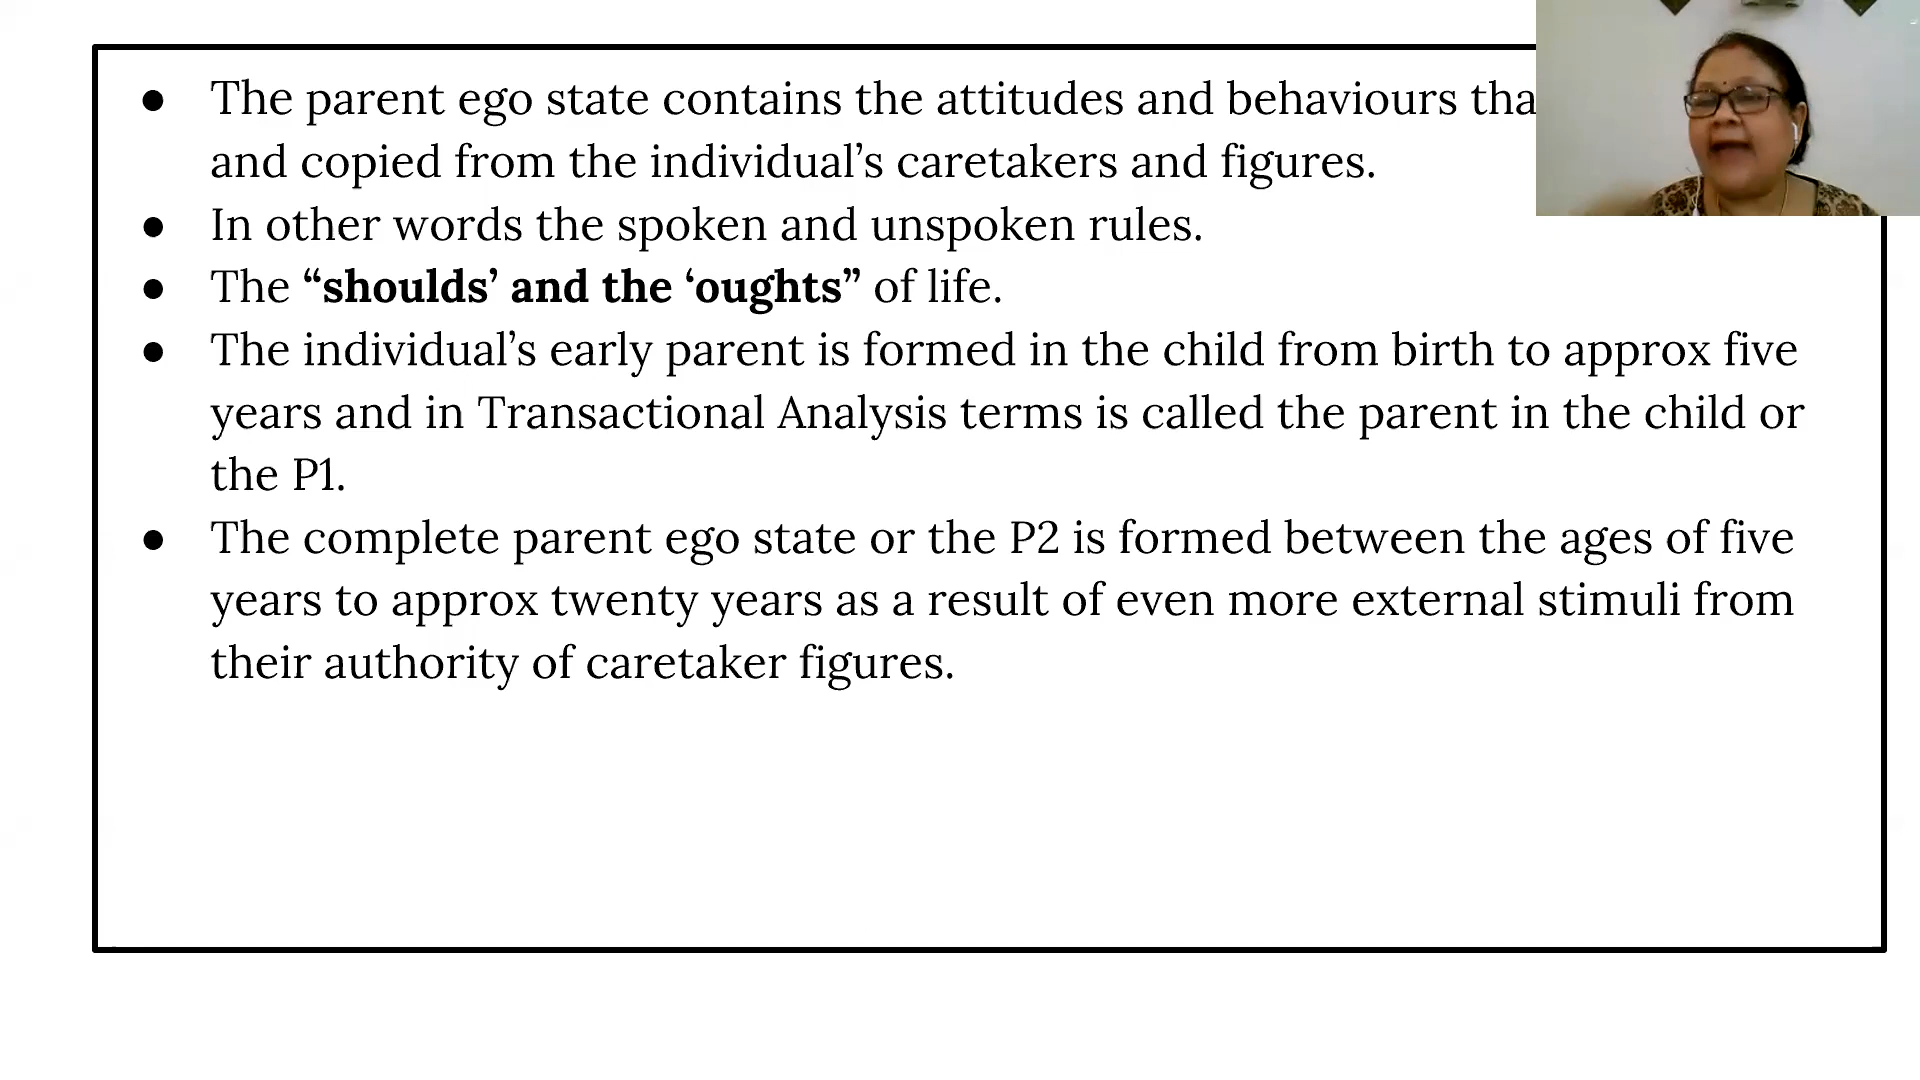 ● The parent ego state contains the attitudes and behaviours
and copied from the individual’s caretakers and figures.
● In other words the spoken and unspoken rules.
● The “shoulds’ and the ‘oughts” of life.
● The individual’s early parent is formed in the child from birth to approx five
years and in Transactional Analysis terms is called the parent in the child or
the P1.
● The complete parent ego state or the P2 is formed between the ages of five
years to approx twenty years as a result of even more external stimuli from
their authority of caretaker figures.